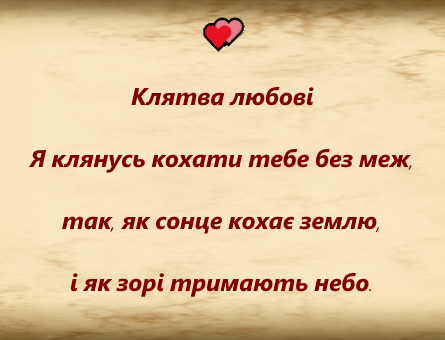 Клятва любові
Я клянусь кохати тебе без меж,
так, як сонце кохає землю,
і як зорі тримають небо.